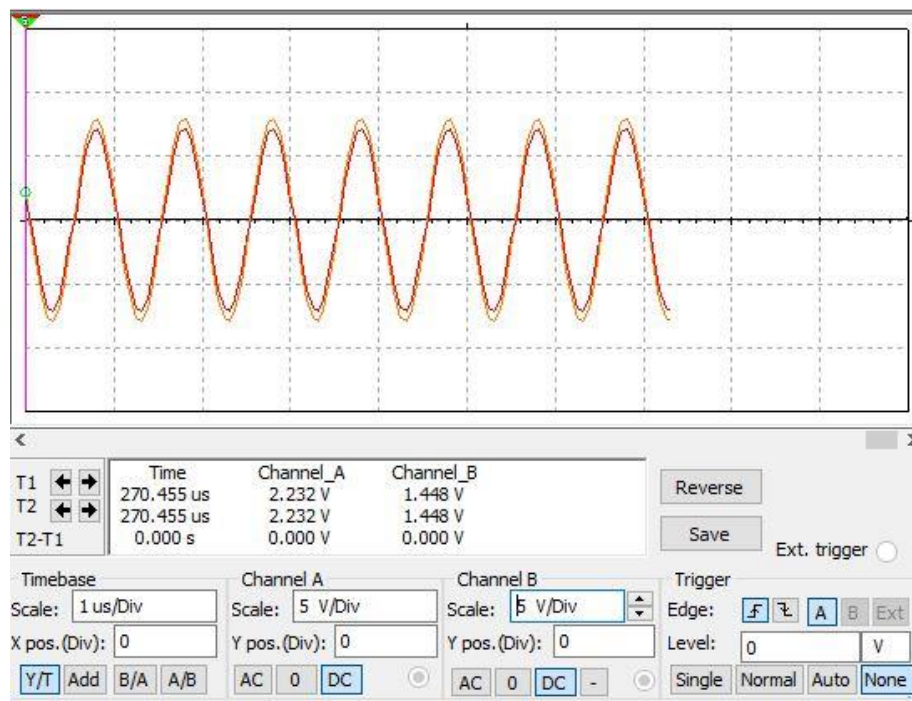 Time Channel_A Channel_B
T1 270.455 us 2.232 V 1.448 V
T2 270.455 us 2.232 V 1.448 V
T2-T1 0.000 s 0.000 V 0.000 V
Reverse
Save
Ext. trigger
Timebase
Scale: 1 us/Div
X pos.(Div): 0
Y/T Add B/A A/B
Channel A
Scale: 5 V/Div
Y pos.(Div): 0
AC 0 DC
Channel B
Scale: 5 V/Div
Y pos.(Div): 0
AC 0 DC -
Trigger
Edge: A B Ext
Level: 0 V
Single Normal Auto None